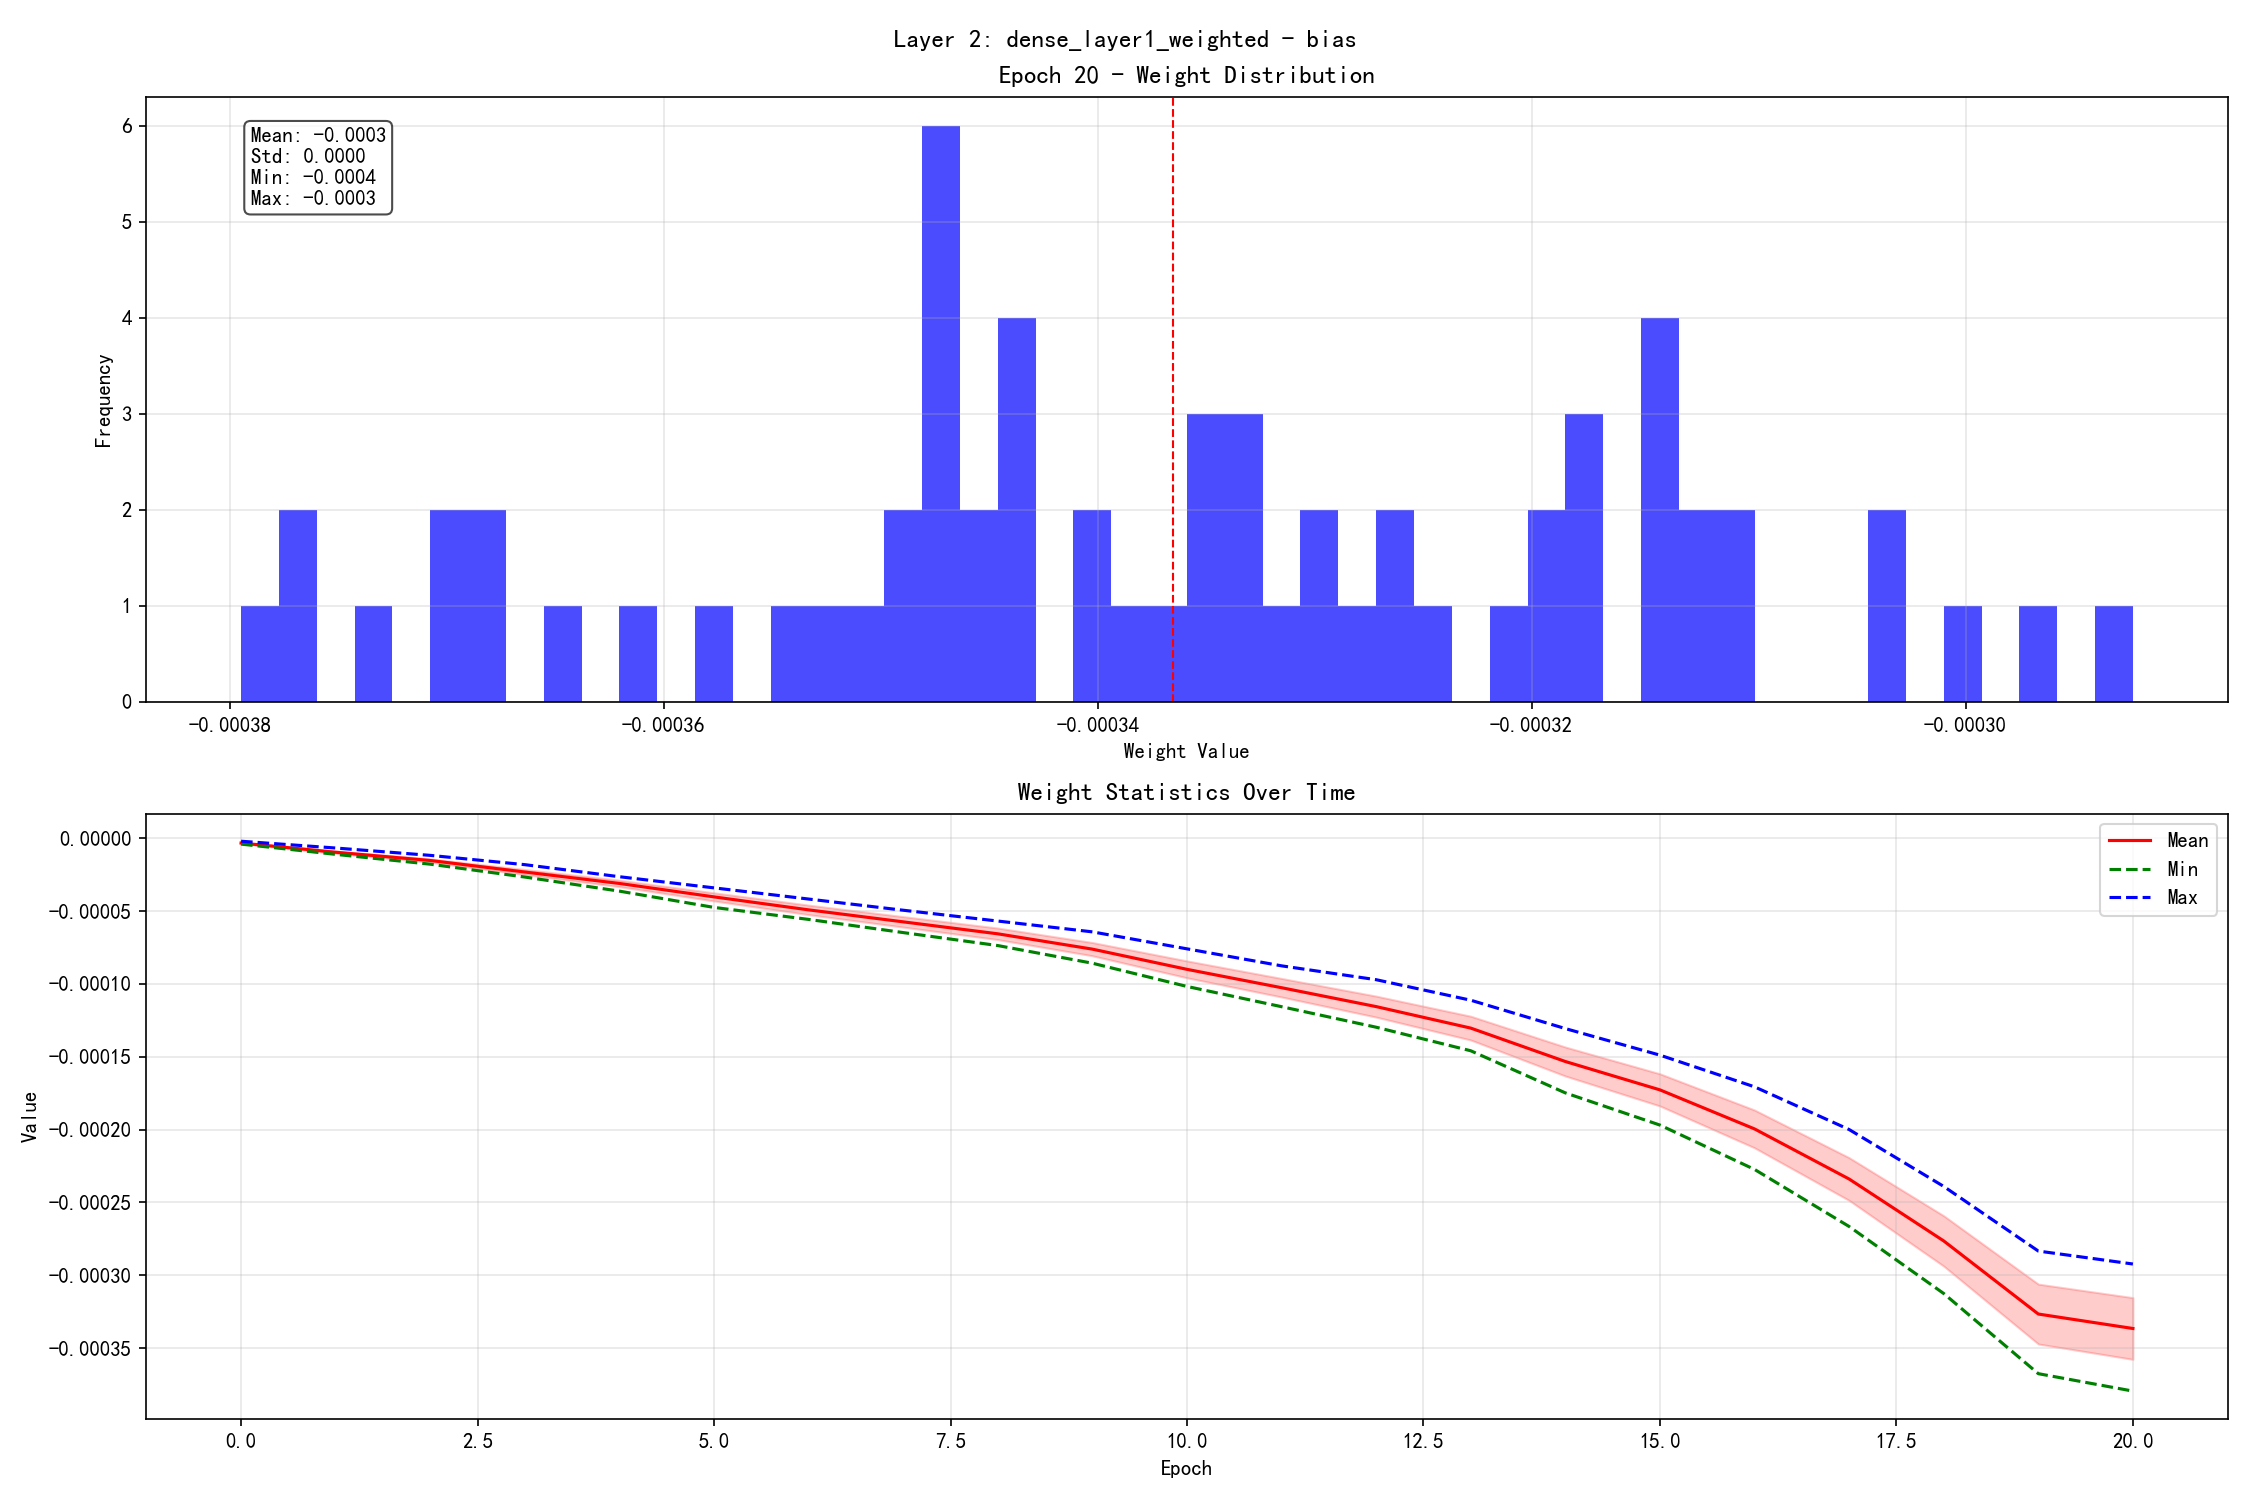 Layer 2: dense_layer1_weighted - bias
Epoch 20 - Weight Distribution
Mean: -0.0003
Std: 0.0000
Min: -0.0004
Max: -0.0003
Frequency
6
5
4
3
2
1
0
-0.00038 -0.00036 -0.00034 -0.00032 -0.00030
Weight Value
Weight Statistics Over Time
Mean
Min
Max
Value
0.00000
-0.00005
-0.00010
-0.00015
-0.00020
-0.00025
-0.00030
-0.00035
0.0 2.5 5.0 7.5 10.0 12.5 15.0 17.5 20.0
Epoch